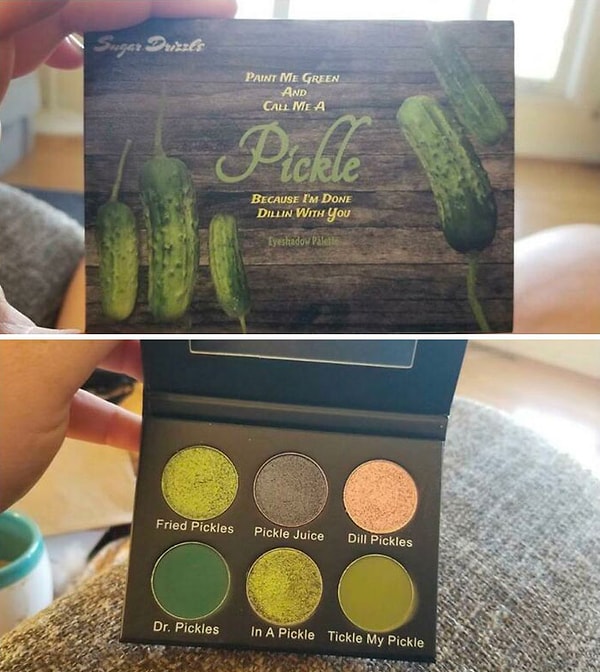 Sugar Drizzle
Paint Me Green
And
Call Me A
Pickle
Because I'm Done
Dillin With You
Eyeshadow Palette
Fried Pickles
Pickle Juice
Dill Pickles
Dr. Pickles
In A Pickle
Tickle My Pickle